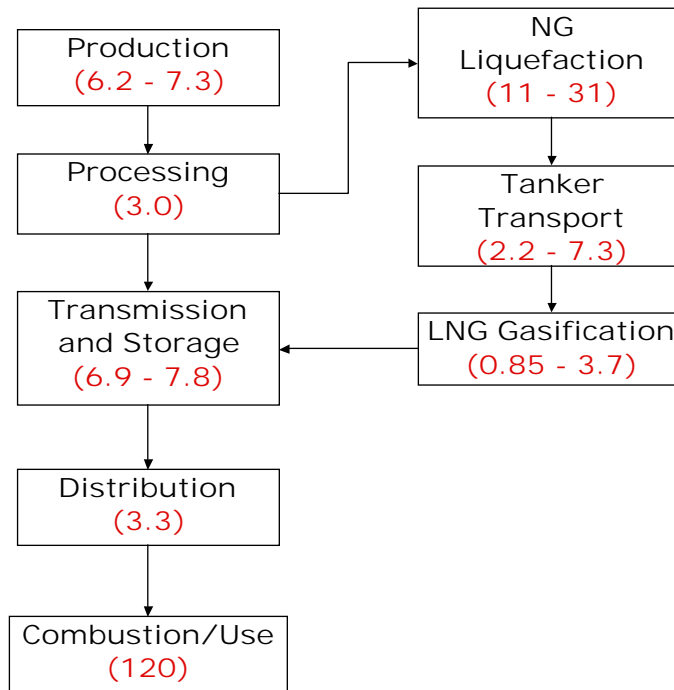 Production
(6.2 - 7.3)
Processing
(3.0)
Transmission
and Storage
(6.9 - 7.8)
Distribution
(3.3)
Combustion/Use
(120)
NG
Liquefaction
(11 - 31)
Tanker
Transport
(2.2 - 7.3)
LNG Gasification
(0.85 - 3.7)